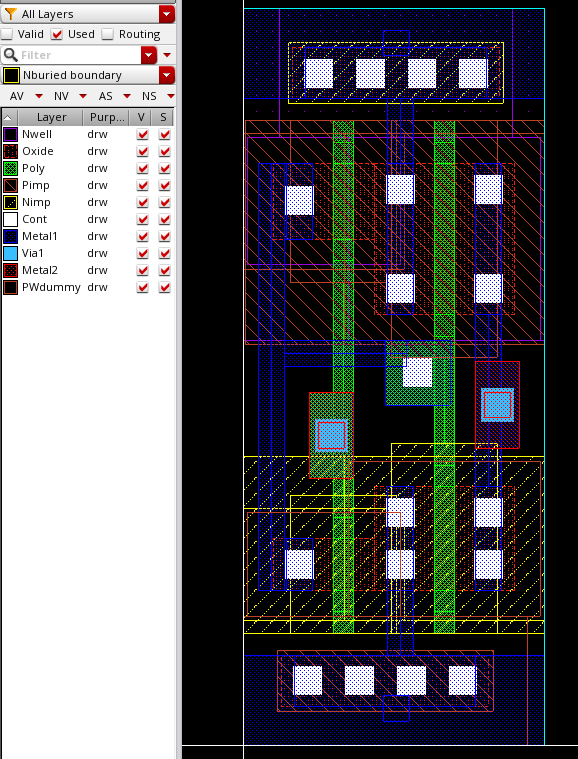 All Layers
Valid Used Routing
Filter
Nburied boundary
AV NV AS NS
Layer Purp... V S
Nwell drw
Oxide drw
Poly drw
Pimp drw
Nimp drw
Cont drw
Metal1 drw
Via1 drw
Metal2 drw
PWdummy drw